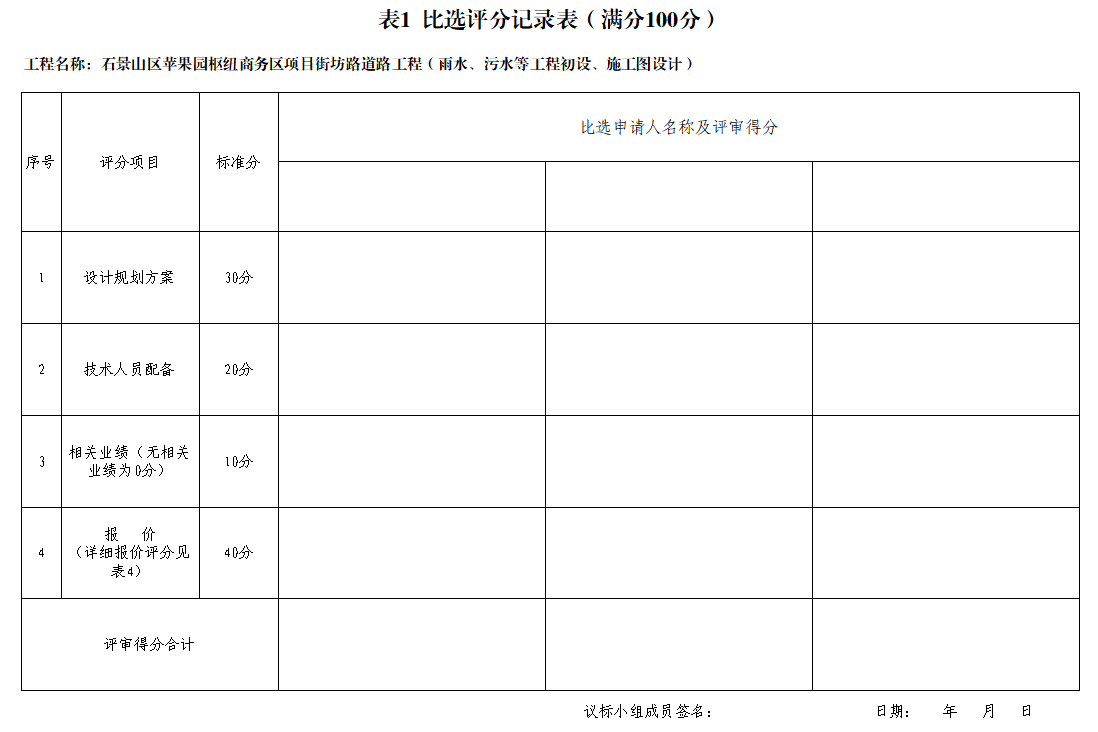 表1 比选评分记录表（满分100分）
工程名称：石景山区苹果园枢纽商务区项目街坊路道路工程（雨水、污水等工程初设、施工图设计）
序号 评分项目 标准分 比选申请人名称及评审得分
1 设计规划方案 30分
2 技术人员配备 20分
3 相关业绩（无相关
业绩为0分） 10分
4 报 价
（详细报价评分见
表4） 40分
评审得分合计
议标小组成员签名： 日期： 年 月 日